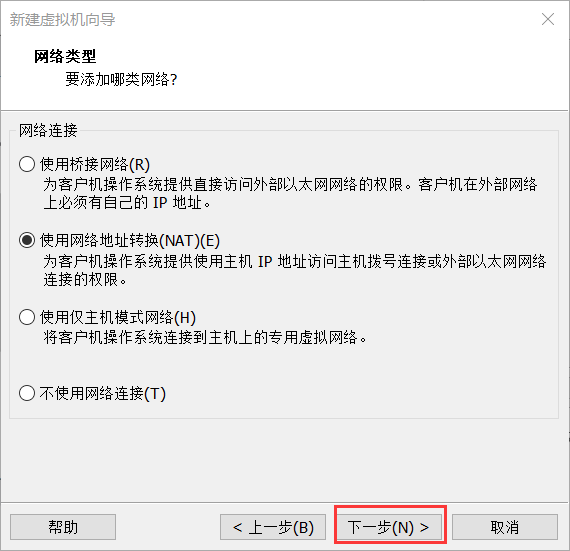 新建虚拟机向导
网络类型
要添加哪类网络?
网络连接
使用桥接网络(R)
为客户机操作系统提供直接访问外部以太网网络的权限。客户机在外部网络
上必须有自己的 IP 地址。
使用网络地址转换(NAT)(E)
为客户机操作系统提供使用主机 IP 地址访问主机拨号连接或外部以太网网络
连接的权限。
使用仅主机模式网络(H)
将客户机操作系统连接到主机上的专用虚拟网络。
不使用网络连接(T)
帮助 < 上一步(B) 下一步(N) > 取消